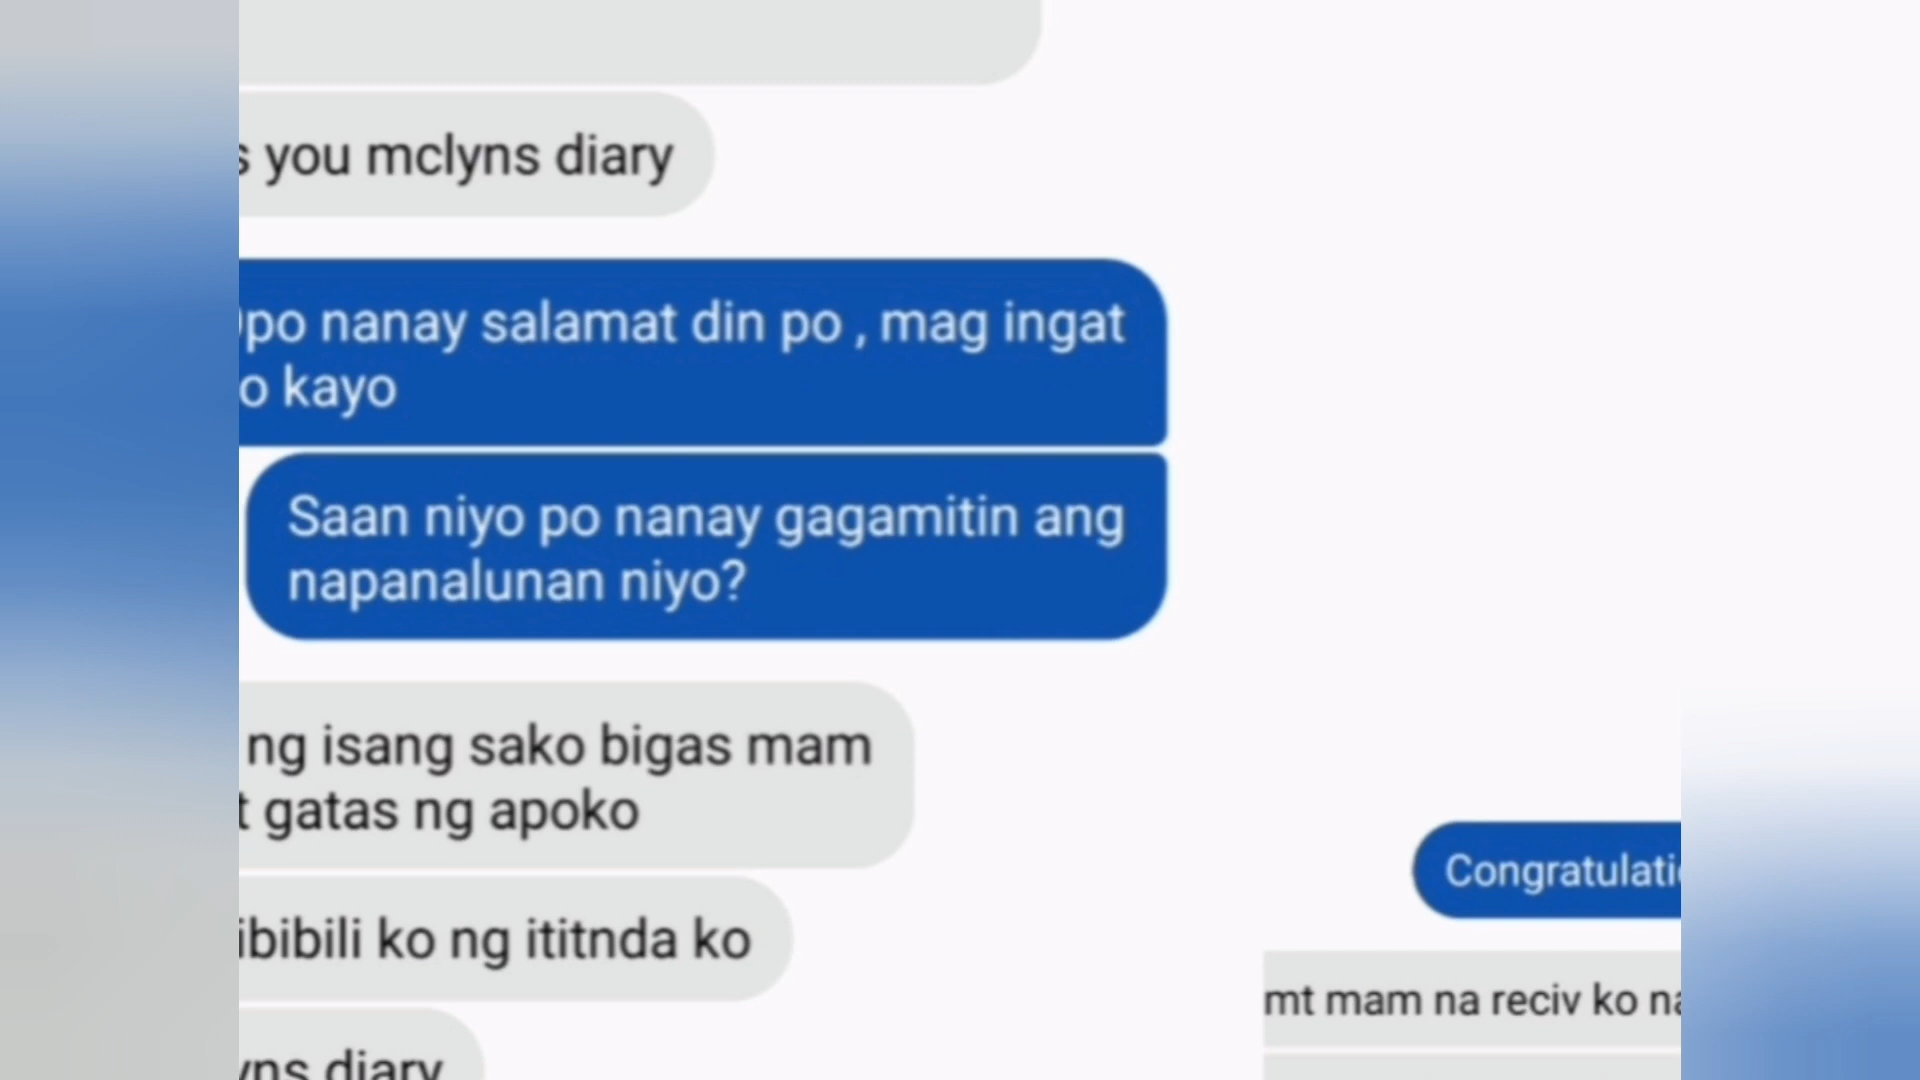 you mclyns diary
po nanay salamat din po , mag ingat
o kayo
Saan niyo po nanay gagamitin ang
napanalunan niyo?
ng isang sako bigas mam
t gatas ng apoko
ibibili ko ng ititnda ko
yns diary
Congratulati
mt mam na reciv ko na